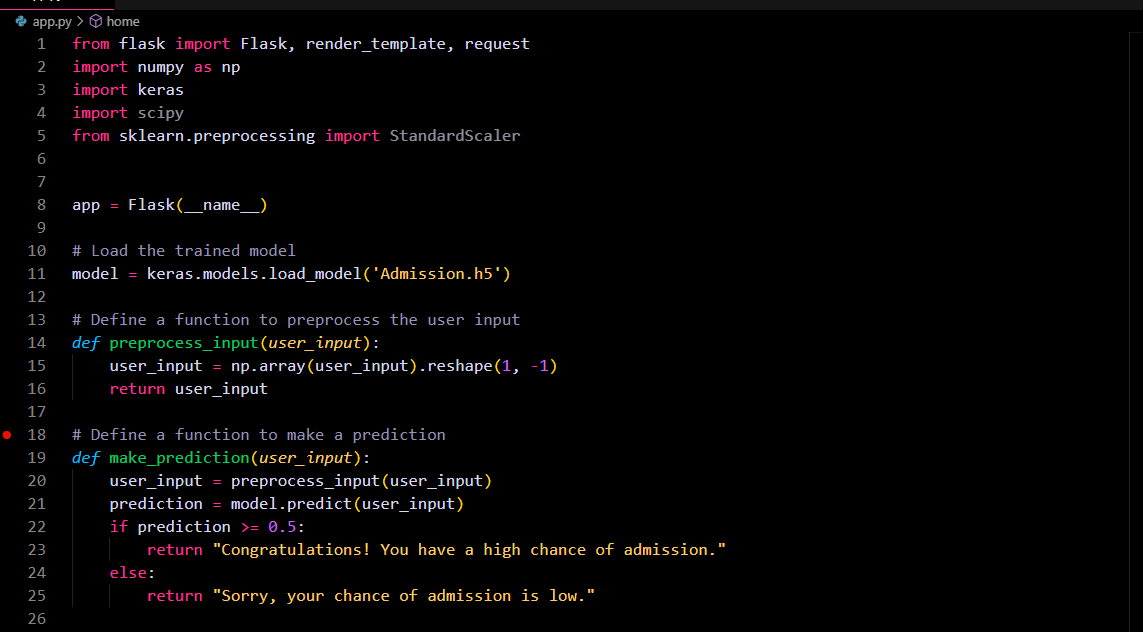 app.py > home
1 from flask import Flask, render_template, request
2 import numpy as np
3 import keras
4 import scipy
5 from sklearn.preprocessing import StandardScaler
6
7
8 app = Flask(__name__)
9
10 # Load the trained model
11 model = keras.models.load_model('Admission.h5')
12
13 # Define a function to preprocess the user input
14 def preprocess_input(user_input):
15     user_input = np.array(user_input).reshape(1, -1)
16     return user_input
17
18 # Define a function to make a prediction
19 def make_prediction(user_input):
20     user_input = preprocess_input(user_input)
21     prediction = model.predict(user_input)
22     if prediction >= 0.5:
23         return "Congratulations! You have a high chance of admission."
24     else:
25         return "Sorry, your chance of admission is low."
26